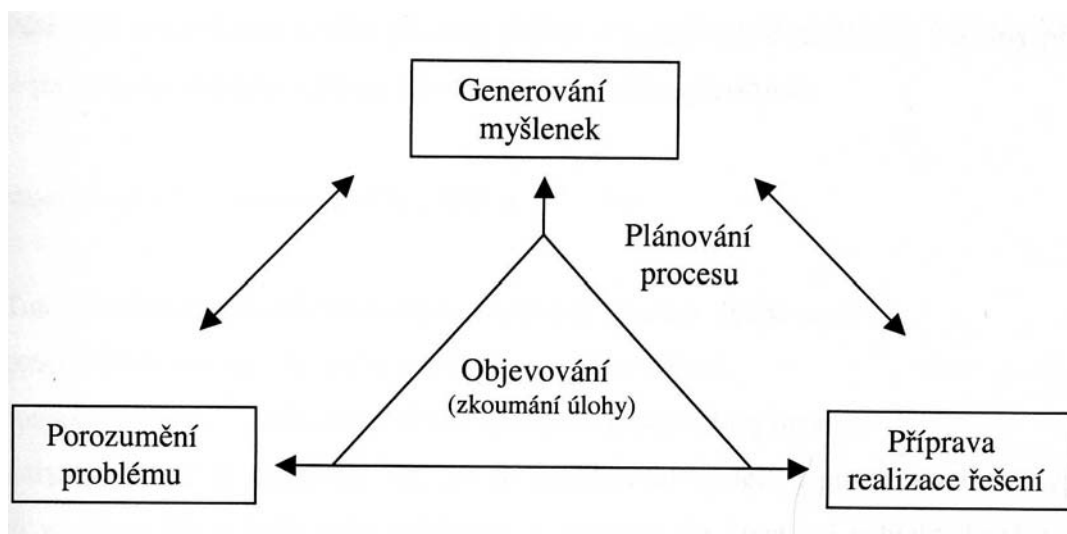 Generování
myšlenek
Plánování
procesu
Objevování
(zkoumání úlohy)
Porozumění
problému
Příprava
realizace řešení